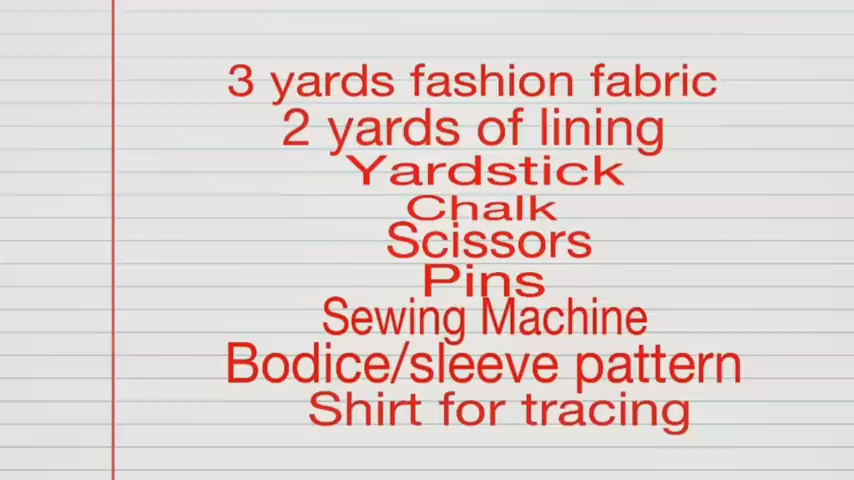 3 yards fashion fabric
2 yards of lining
Yardstick
Chalk
Scissors
Pins
Sewing Machine
Bodice/sleeve pattern
Shirt for tracing